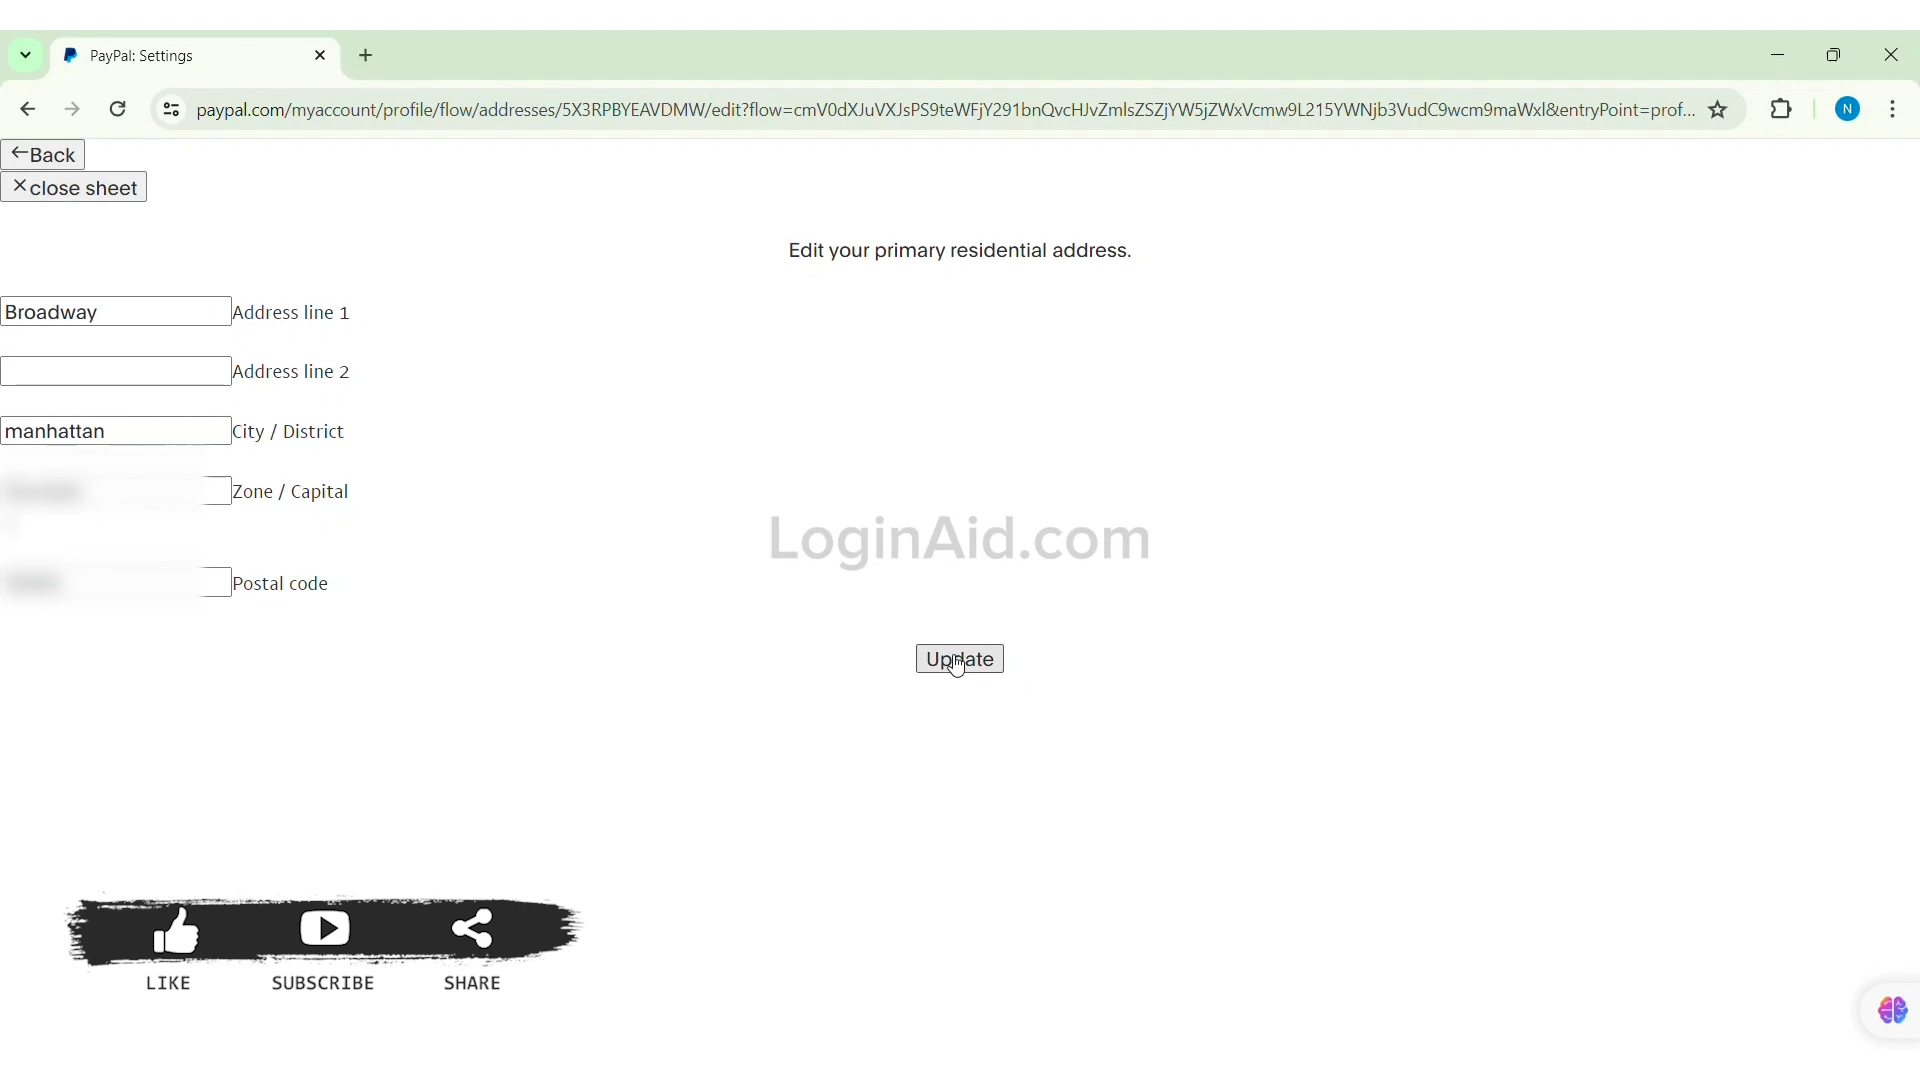 PayPal: Settings
paypal.com/myaccount/profile/flow/addresses/5X3RPBYEAVDMW/edit?flow=cmV0dXJuVXJsPS9teWFjY291bnQvcHJvZmlsZSZjYW5jZWxVcmw9L215YWNjb3VudC9wcm9maWxl&entryPoint=prof...
N
←Back
×close sheet
Edit your primary residential address.
Broadway Address line 1
Address line 2
manhattan City / District
Zone / Capital
LoginAid.com
Postal code
Update
LIKE SUBSCRIBE SHARE